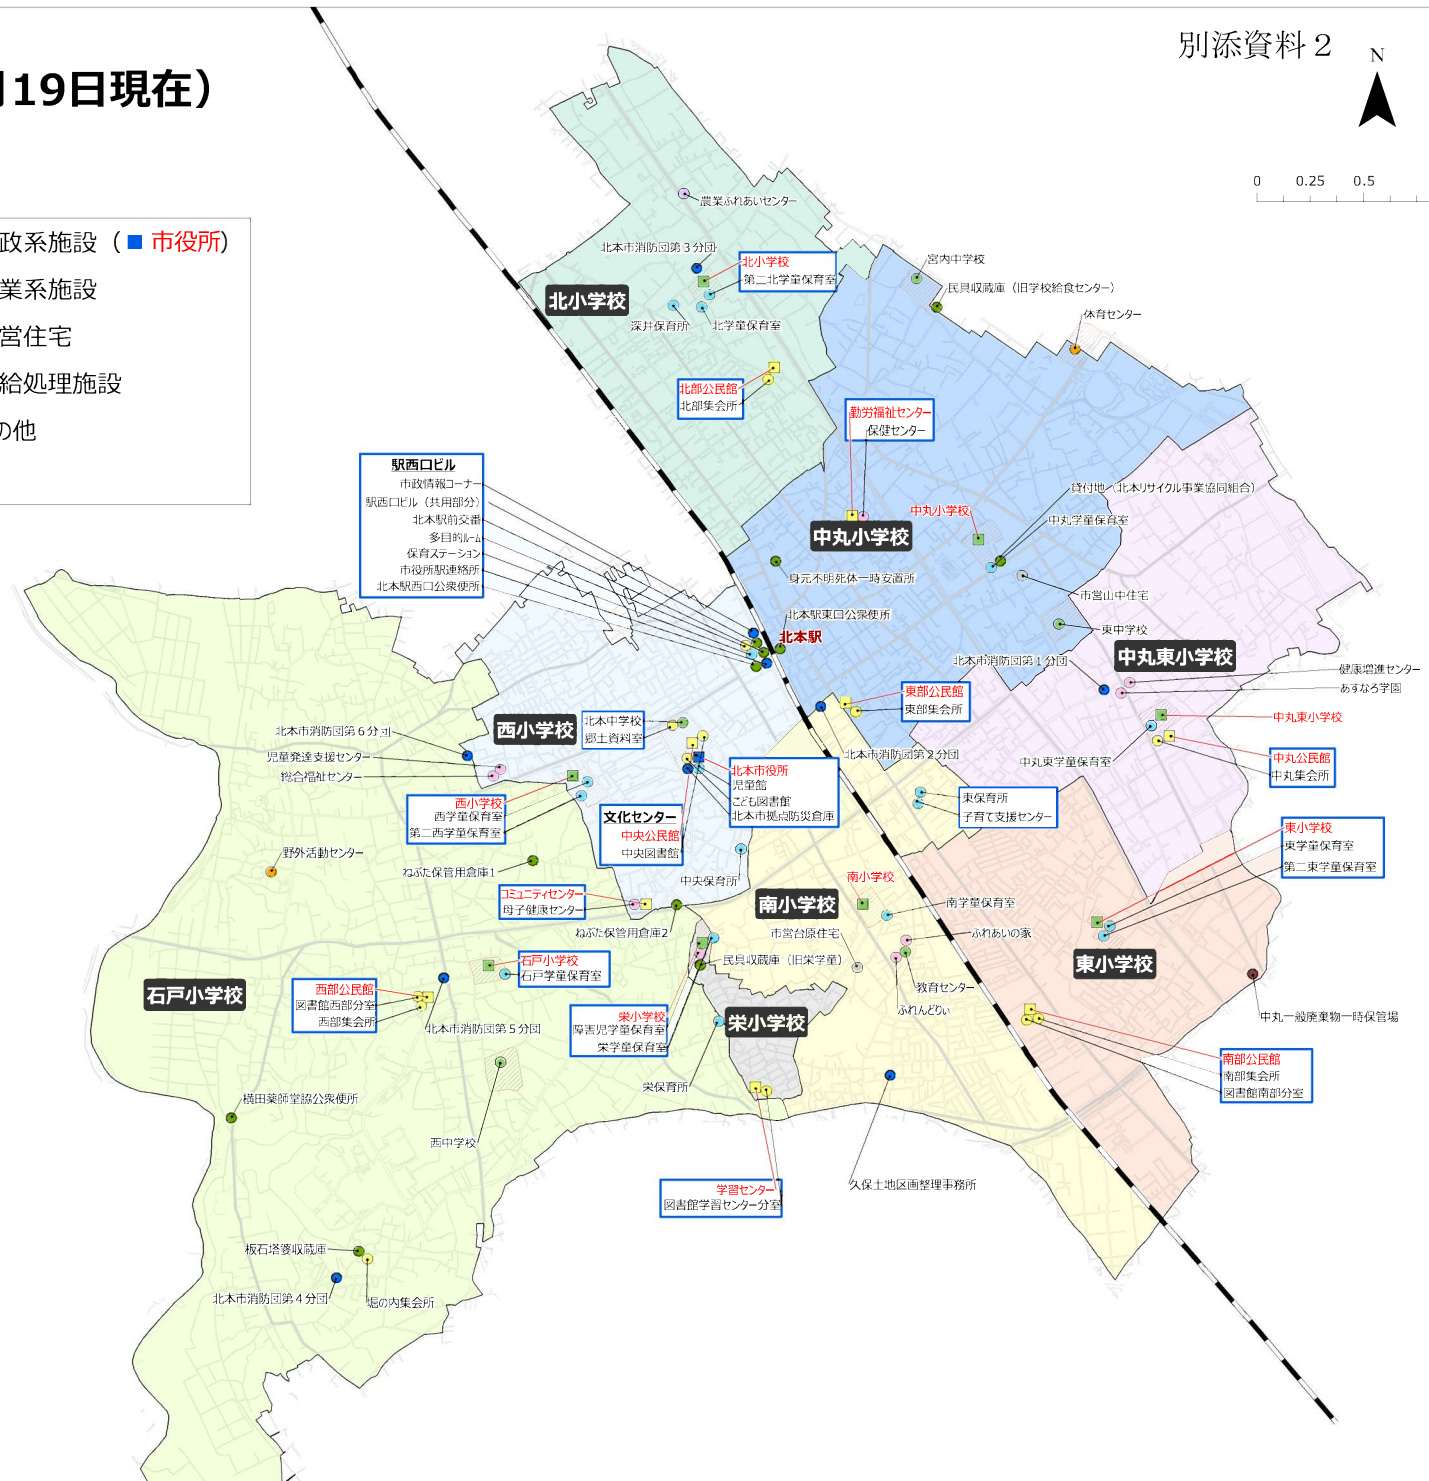 別添資料２
月19日現在）
N
0 0.25 0.5
政系施設（■ 市役所）
業系施設
営住宅
給処理施設
の他
農業ふれあいセンター
北本市消防団第３分団
北小学校
第二北学童保育室
北小学校
深井保育所
北学童保育室
宮内中学校
民具収蔵庫（旧学校給食センター）
体育センター
北部公民館
北部集会所
勤労福祉センター
保健センター
駅西口ビル
市政情報コーナー
駅西口ビル（共用部分）
北本駅前交番
多目的ルーム
保育ステーション
市役所駅連絡所
北本駅西口公衆便所
貸付地（北本リサイクル事業協同組合）
中丸小学校
中丸学童保育室
中丸小学校
身元不明死体一時安置所
市営山中住宅
北本駅東口公衆便所
北本駅
東中学校
北本市消防団第１分団
中丸東小学校
健康増進センター
あすなろ学園
東部公民館
東部集会所
中丸東小学校
北本中学校
郷土資料室
西小学校
北本市消防団第６分団
児童発達支援センター
総合福祉センター
北本市消防団第２分団
中丸東学童保育室
中丸公民館
中丸集会所
北本市役所
児童館
こども図書館
北本市拠点防災倉庫
西小学校
西学童保育室
第二西学童保育室
文化センター
中央公民館
中央図書館
東保育所
子育て支援センター
東小学校
東学童保育室
第二東学童保育室
野外活動センター
ねぷた保管用倉庫1
中央保育所
南小学校
コミュニティセンター
母子健康センター
南小学校
南学童保育室
ねぷた保管用倉庫2
市営台原住宅
ふれあいの家
民具収蔵庫（旧栄学童）
東小学校
石戸小学校
石戸学童保育室
石戸小学校
西部公民館
図書館西部分室
西部集会所
教育センター
ふれんどりぃ
栄小学校
障害児学童保育室
栄学童保育室
栄小学校
北本市消防団第５分団
中丸一般廃棄物一時保管場
南部公民館
南部集会所
図書館南部分室
栄保育所
横田薬師堂脇公衆便所
西中学校
学習センター
図書館学習センター分室
久保土地区画整理事務所
板石塔婆収蔵庫
北本市消防団第４分団
堀の内集会所